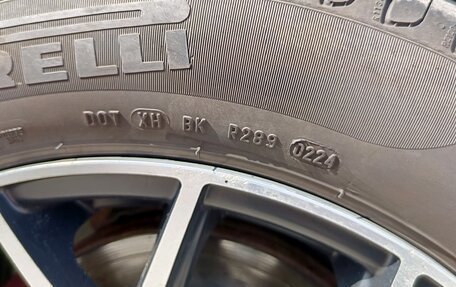 RELLI
DOT XH BK R289 0224